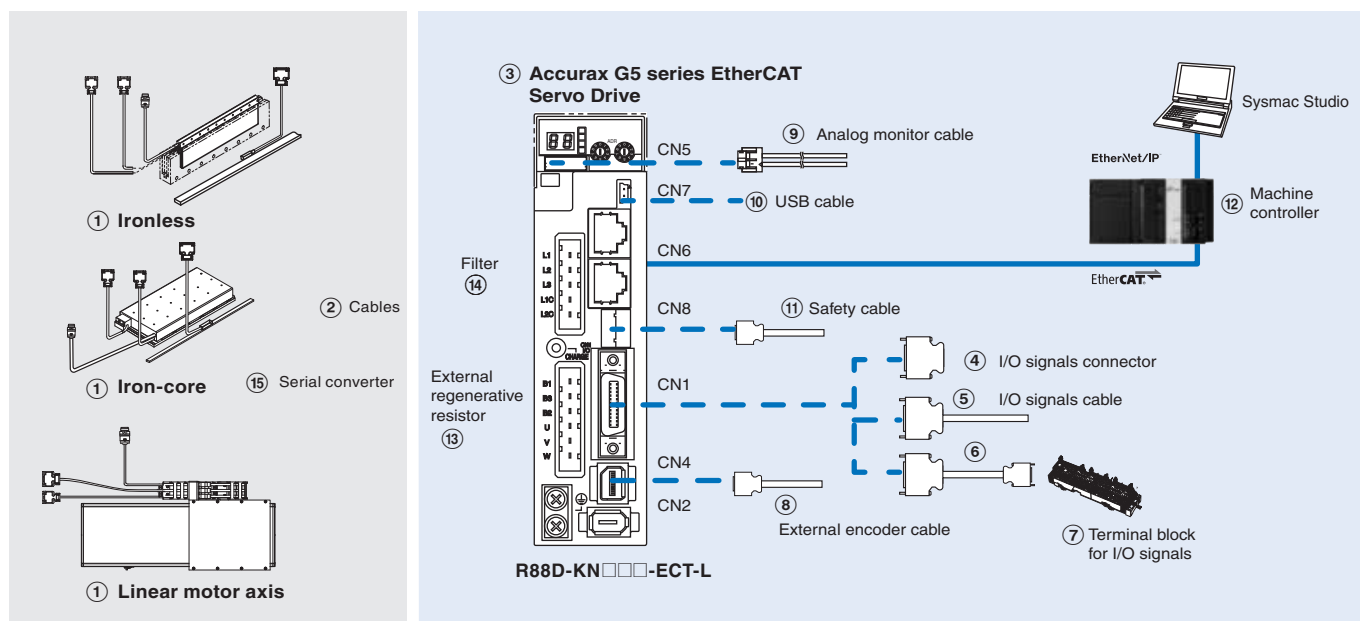 ① Ironless
① Iron-core
② Cables
⑮ Serial converter
① Linear motor axis
③ Accurax G5 series EtherCAT
Servo Drive
ADR
CN5
⑨ Analog monitor cable
CN7
⑩ USB cable
CN6
Filter
⑭
L1
L2
L3
L1C
L2C
CN8
⑪ Safety cable
CHARGE
External
regenerative
resistor
⑬
B1
B3
B2
U
V
W
CN1
④ I/O signals connector
⑤ I/O signals cable
⑥
⑦ Terminal block
for I/O signals
CN4
CN2
⑧
External encoder cable
R88D-KN□□□-ECT-L
Sysmac Studio
EtherNet/IP
⑫ Machine
controller
EtherCAT